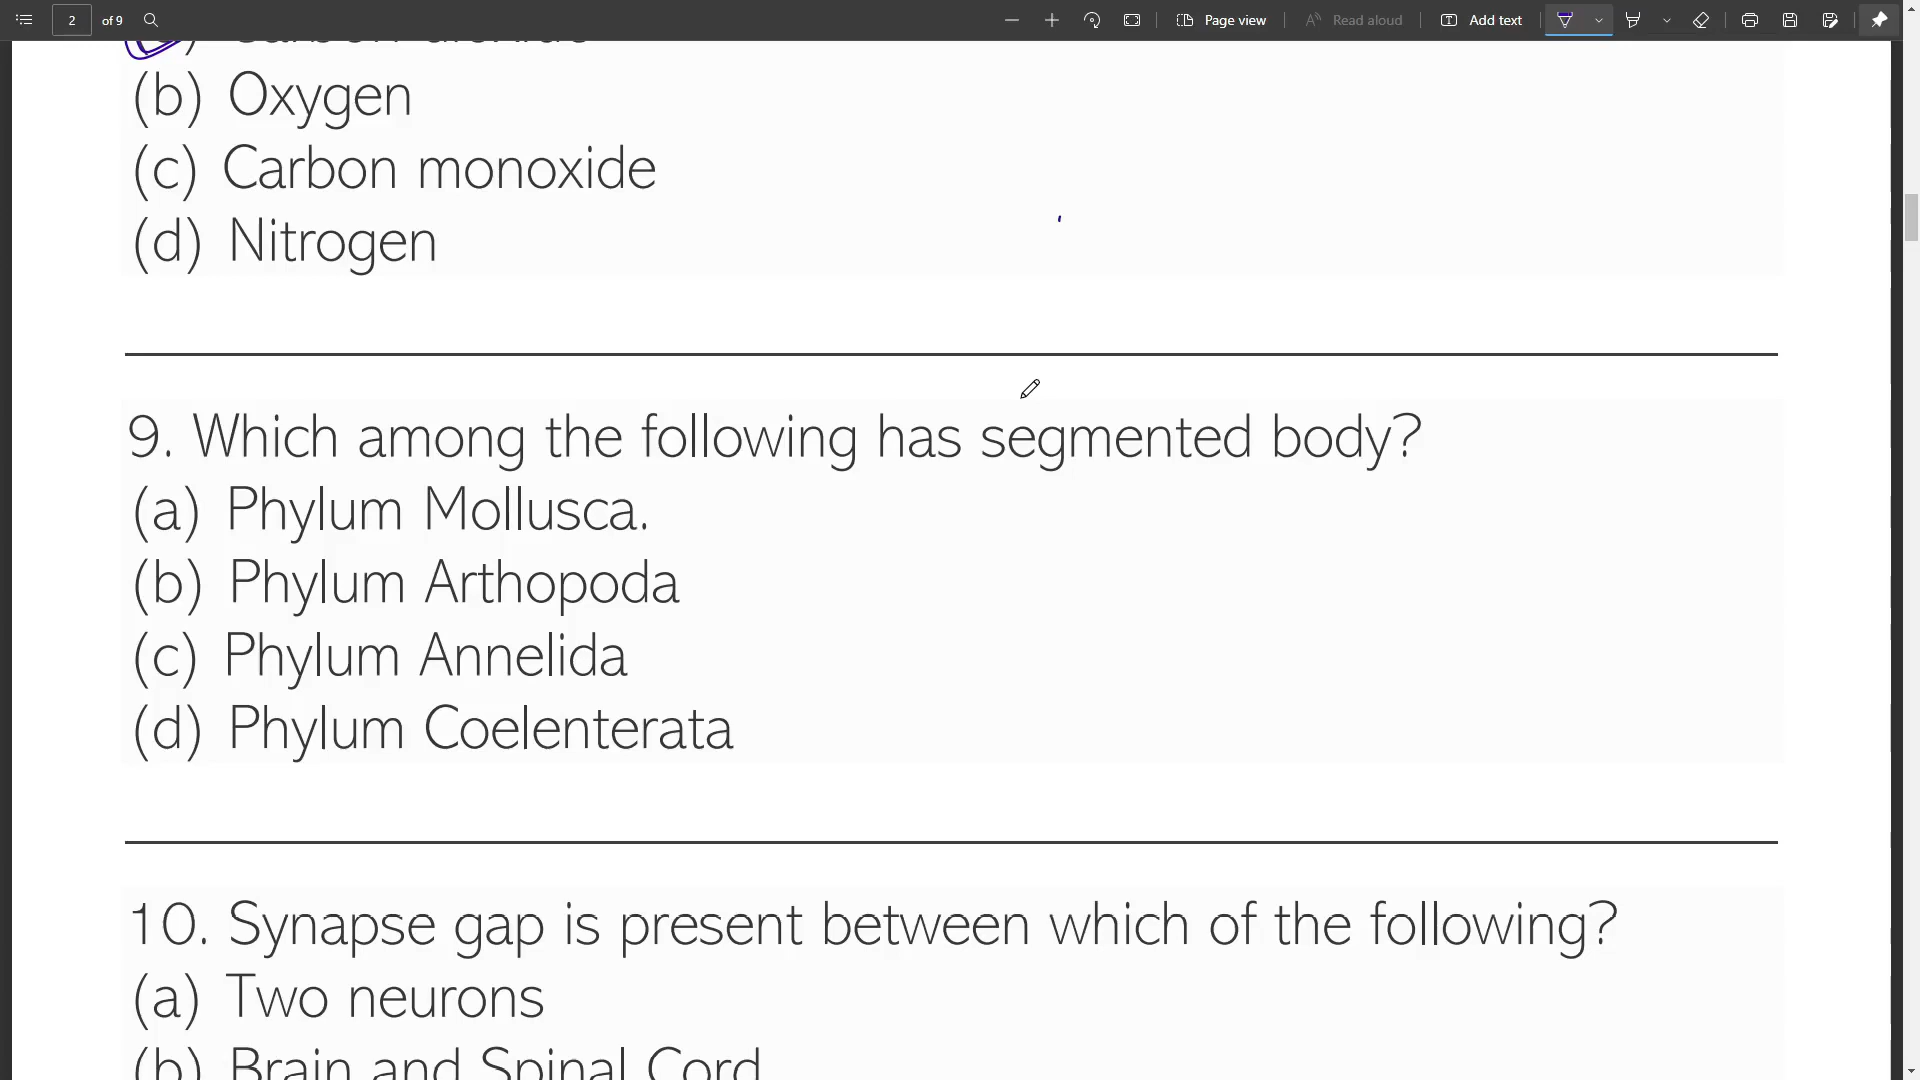 2 of 9 Page view Read aloud Add text
(b) Oxygen
(c) Carbon monoxide
(d) Nitrogen
9. Which among the following has segmented body?
(a) Phylum Mollusca.
(b) Phylum Arthopoda
(c) Phylum Annelida
(d) Phylum Coelenterata
10. Synapse gap is present between which of the following?
(a) Two neurons
(b) Brain and Spinal Cord